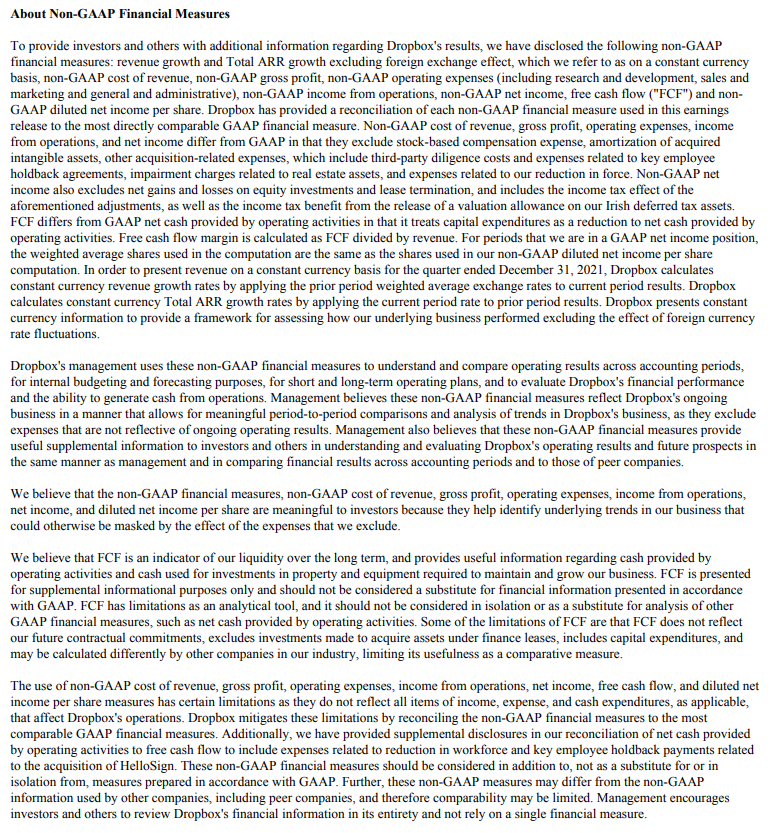 About Non-GAAP Financial Measures
To provide investors and others with additional information regarding Dropbox's results, we have disclosed the following non-GAAP
financial measures: revenue growth and Total ARR growth excluding foreign exchange effect, which we refer to as on a constant currency
basis, non-GAAP cost of revenue, non-GAAP gross profit, non-GAAP operating expenses (including research and development, sales and
marketing and general and administrative), non-GAAP income from operations, non-GAAP net income, free cash flow ("FCF") and non-
GAAP diluted net income per share. Dropbox has provided a reconciliation of each non-GAAP financial measure used in this earnings
release to the most directly comparable GAAP financial measure. Non-GAAP cost of revenue, gross profit, operating expenses, income
from operations, and net income differ from GAAP in that they exclude stock-based compensation expense, amortization of acquired
intangible assets, other acquisition-related expenses, which include third-party diligence costs and expenses related to key employee
holdback agreements, impairment charges related to real estate assets, and expenses related to our reduction in force. Non-GAAP net
income also excludes net gains and losses on equity investments and lease termination, and includes the income tax effect of the
aforementioned adjustments, as well as the income tax benefit from the release of a valuation allowance on our Irish deferred tax assets.
FCF differs from GAAP net cash provided by operating activities in that it treats capital expenditures as a reduction to net cash provided by
operating activities. Free cash flow margin is calculated as FCF divided by revenue. For periods that we are in a GAAP net income position,
the weighted average shares used in the computation are the same as the shares used in our non-GAAP diluted net income per share
computation. In order to present revenue on a constant currency basis for the quarter ended December 31, 2021, Dropbox calculates
constant currency revenue growth rates by applying the prior period weighted average exchange rates to current period results. Dropbox
calculates constant currency Total ARR growth rates by applying the current period rate to prior period results. Dropbox presents constant
currency information to provide a framework for assessing how our underlying business performed excluding the effect of foreign currency
rate fluctuations.
Dropbox's management uses these non-GAAP financial measures to understand and compare operating results across accounting periods,
for internal budgeting and forecasting purposes, for short and long-term operating plans, and to evaluate Dropbox's financial performance
and the ability to generate cash from operations. Management believes these non-GAAP financial measures reflect Dropbox's ongoing
business in a manner that allows for meaningful period-to-period comparisons and analysis of trends in Dropbox's business, as they exclude
expenses that are not reflective of ongoing operating results. Management also believes that these non-GAAP financial measures provide
useful supplemental information to investors and others in understanding and evaluating Dropbox's operating results and future prospects in
the same manner as management and in comparing financial results across accounting periods and to those of peer companies.
We believe that the non-GAAP financial measures, non-GAAP cost of revenue, gross profit, operating expenses, income from operations,
net income, and diluted net income per share are meaningful to investors because they help identify underlying trends in our business that
could otherwise be masked by the effect of the expenses that we exclude.
We believe that FCF is an indicator of our liquidity over the long term, and provides useful information regarding cash provided by
operating activities and cash used for investments in property and equipment required to maintain and grow our business. FCF is presented
for supplemental informational purposes only and should not be considered a substitute for financial information presented in accordance
with GAAP. FCF has limitations as an analytical tool, and it should not be considered in isolation or as a substitute for analysis of other
GAAP financial measures, such as net cash provided by operating activities. Some of the limitations of FCF are that FCF does not reflect
our future contractual commitments, excludes investments made to acquire assets under finance leases, includes capital expenditures, and
may be calculated differently by other companies in our industry, limiting its usefulness as a comparative measure.
The use of non-GAAP cost of revenue, gross profit, operating expenses, income from operations, net income, free cash flow, and diluted net
income per share measures has certain limitations as they do not reflect all items of income, expense, and cash expenditures, as applicable,
that affect Dropbox's operations. Dropbox mitigates these limitations by reconciling the non-GAAP financial measures to the most
comparable GAAP financial measures. Additionally, we have provided supplemental disclosures in our reconciliation of net cash provided
by operating activities to free cash flow to include expenses related to reduction in workforce and key employee holdback payments related
to the acquisition of HelloSign. These non-GAAP financial measures should be considered in addition to, not as a substitute for or in
isolation from, measures prepared in accordance with GAAP. Further, these non-GAAP measures may differ from the non-GAAP
information used by other companies, including peer companies, and therefore comparability may be limited. Management encourages
investors and others to review Dropbox's financial information in its entirety and not rely on a single financial measure.